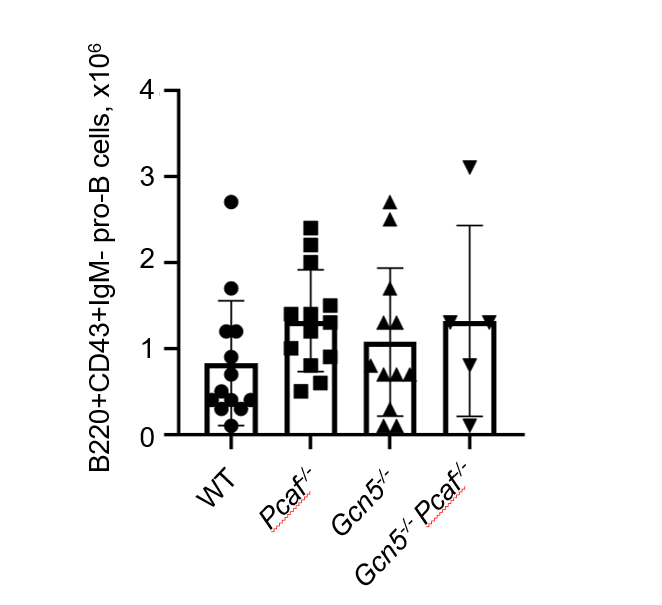 B220+CD43+IgM- pro-B cells, x10⁶
4
3
2
1
0
WT
Pcaf⁻/⁻
Gcn5⁻/⁻
Gcn5⁻/⁻ Pcaf⁻/⁻